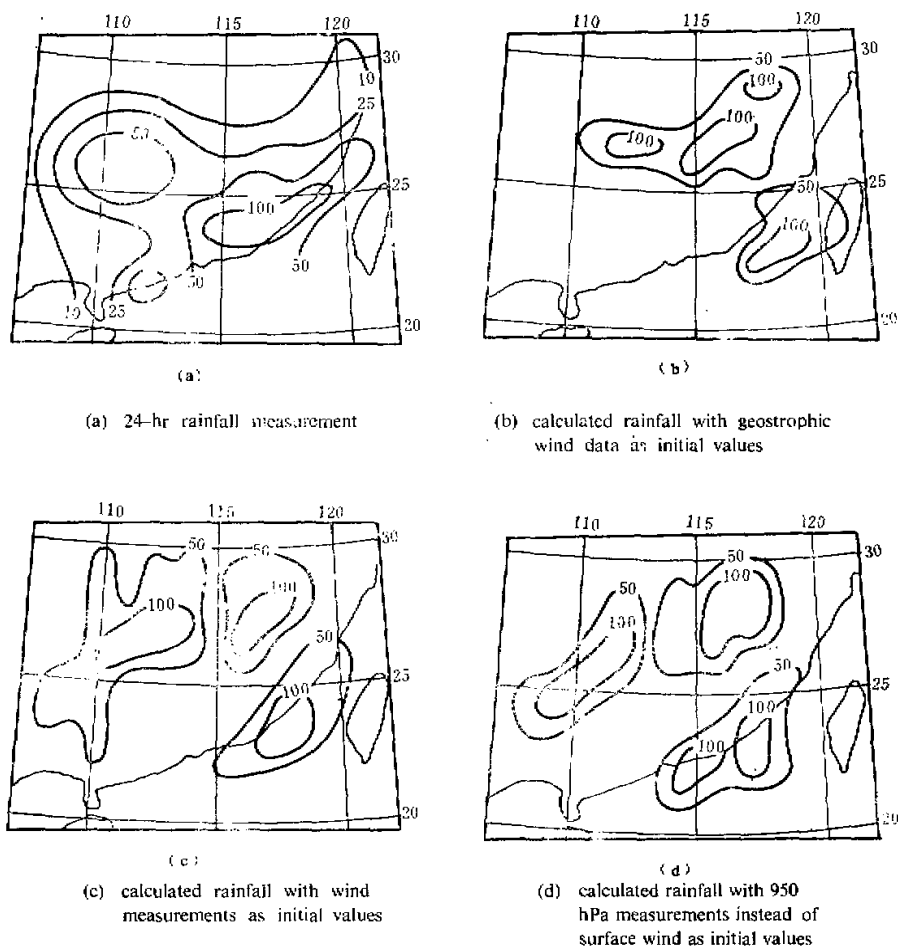 110 115 120
30
10
25
50
25
100
50
50
10 25
20
(a)
(a) 24-hr rainfall measurement
110 115 120
50 30
100
100
100
50 25
100
20
(b)
(b) calculated rainfall with geostrophic
wind data as initial values
110 115 120
50 50 30
100
100
50
25
100
20
(c)
(c) calculated rainfall with wind
measurements as initial values
110 115 120
50 30
100
50
100
50
25
100
100
20
(d)
(d) calculated rainfall with 950
hPa measurements instead of
surface wind as initial values